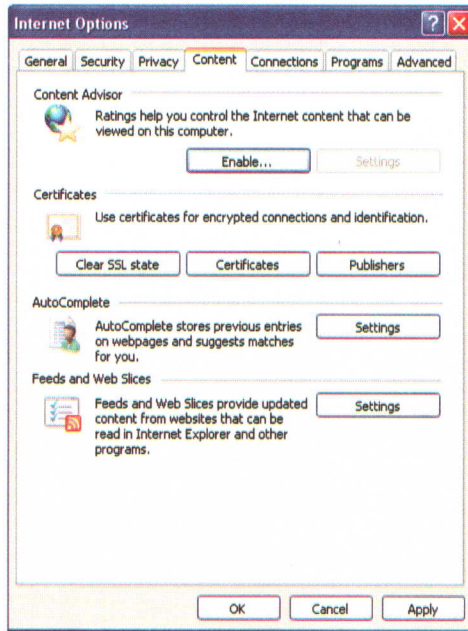 Internet Options
General Security Privacy Content Connections Programs Advanced
Content Advisor
Ratings help you control the Internet content that can be
viewed on this computer.
Enable... Settings
Certificates
Use certificates for encrypted connections and identification.
Clear SSL state Certificates Publishers
AutoComplete
AutoComplete stores previous entries Settings
on webpages and suggests matches
for you.
Feeds and Web Slices
Feeds and Web Slices provide updated Settings
content from websites that can be
read in Internet Explorer and other
programs.
OK Cancel Apply